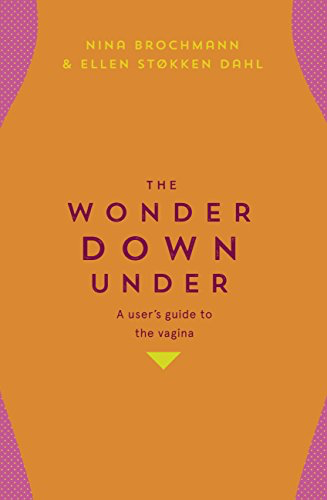 NINA BROCHMANN
& ELLEN STØKKEN DAHL
THE
WONDER
DOWN
UNDER
A user's guide to
the vagina